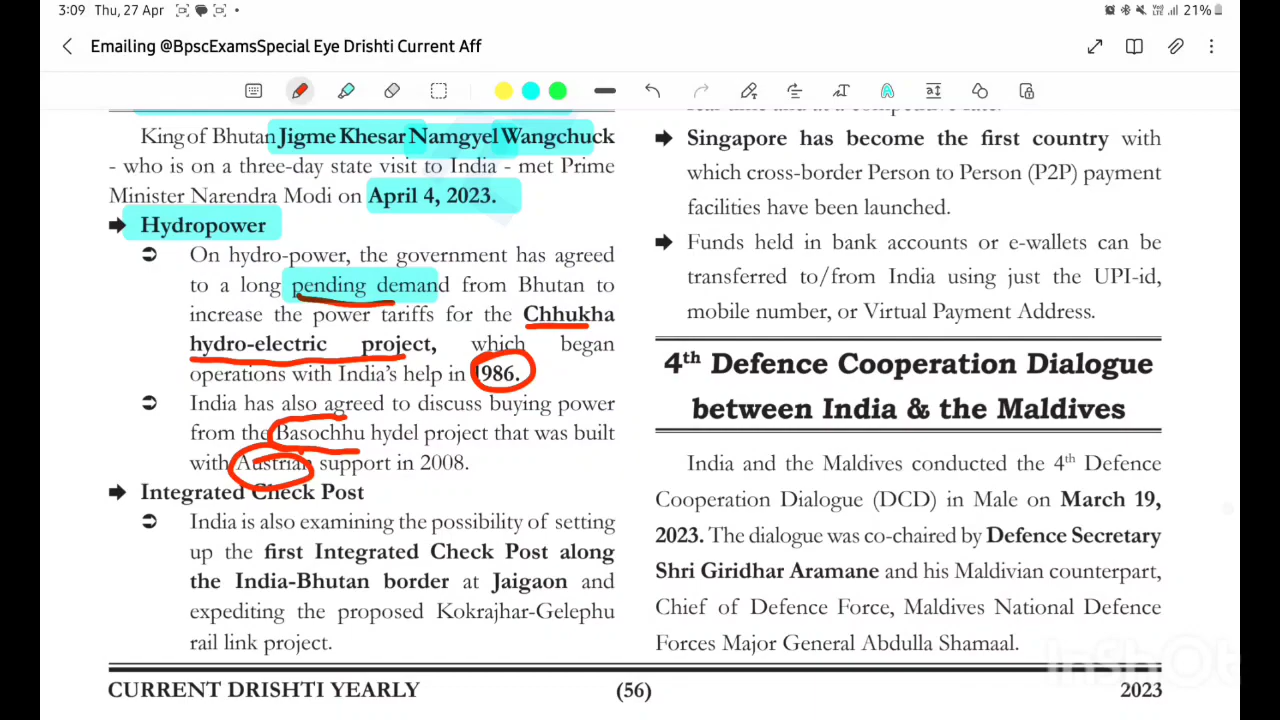 3:09 Thu, 27 Apr
21%
Emailing @BpscExamsSpecial Eye Drishti Current Aff
King of Bhutan Jigme Khesar Namgyel Wangchuck
- who is on a three-day state visit to India - met Prime
Minister Narendra Modi on April 4, 2023.
Hydropower
On hydro-power, the government has agreed
to a long pending demand from Bhutan to
increase the power tariffs for the Chhukha
hydro-electric project, which began
operations with India's help in 1986.
India has also agreed to discuss buying power
from the Basochhu hydel project that was built
with Austrian support in 2008.
Integrated Check Post
India is also examining the possibility of setting
up the first Integrated Check Post along
the India-Bhutan border at Jaigaon and
expediting the proposed Kokrajhar-Gelephu
rail link project.
Singapore has become the first country with
which cross-border Person to Person (P2P) payment
facilities have been launched.
Funds held in bank accounts or e-wallets can be
transferred to/from India using just the UPI-id,
mobile number, or Virtual Payment Address.
4th Defence Cooperation Dialogue
between India & the Maldives
India and the Maldives conducted the 4th Defence
Cooperation Dialogue (DCD) in Male on March 19,
2023. The dialogue was co-chaired by Defence Secretary
Shri Giridhar Aramane and his Maldivian counterpart,
Chief of Defence Force, Maldives National Defence
Forces Major General Abdulla Shamaal.
InShOt
CURRENT DRISHTI YEARLY (56) 2023